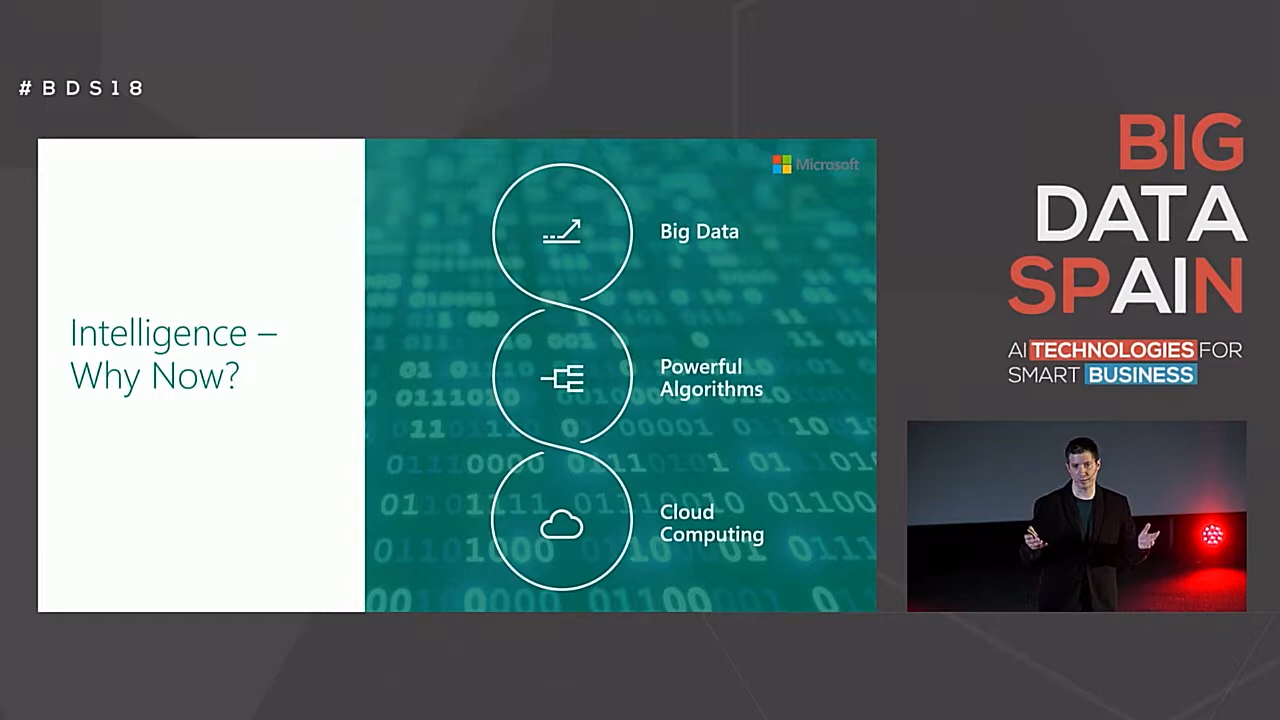 #BDS18
Intelligence –
Why Now?
Microsoft
Big Data
Powerful
Algorithms
Cloud
Computing
BIG
DATA
SPAIN
AI TECHNOLOGIES FOR
SMART BUSINESS